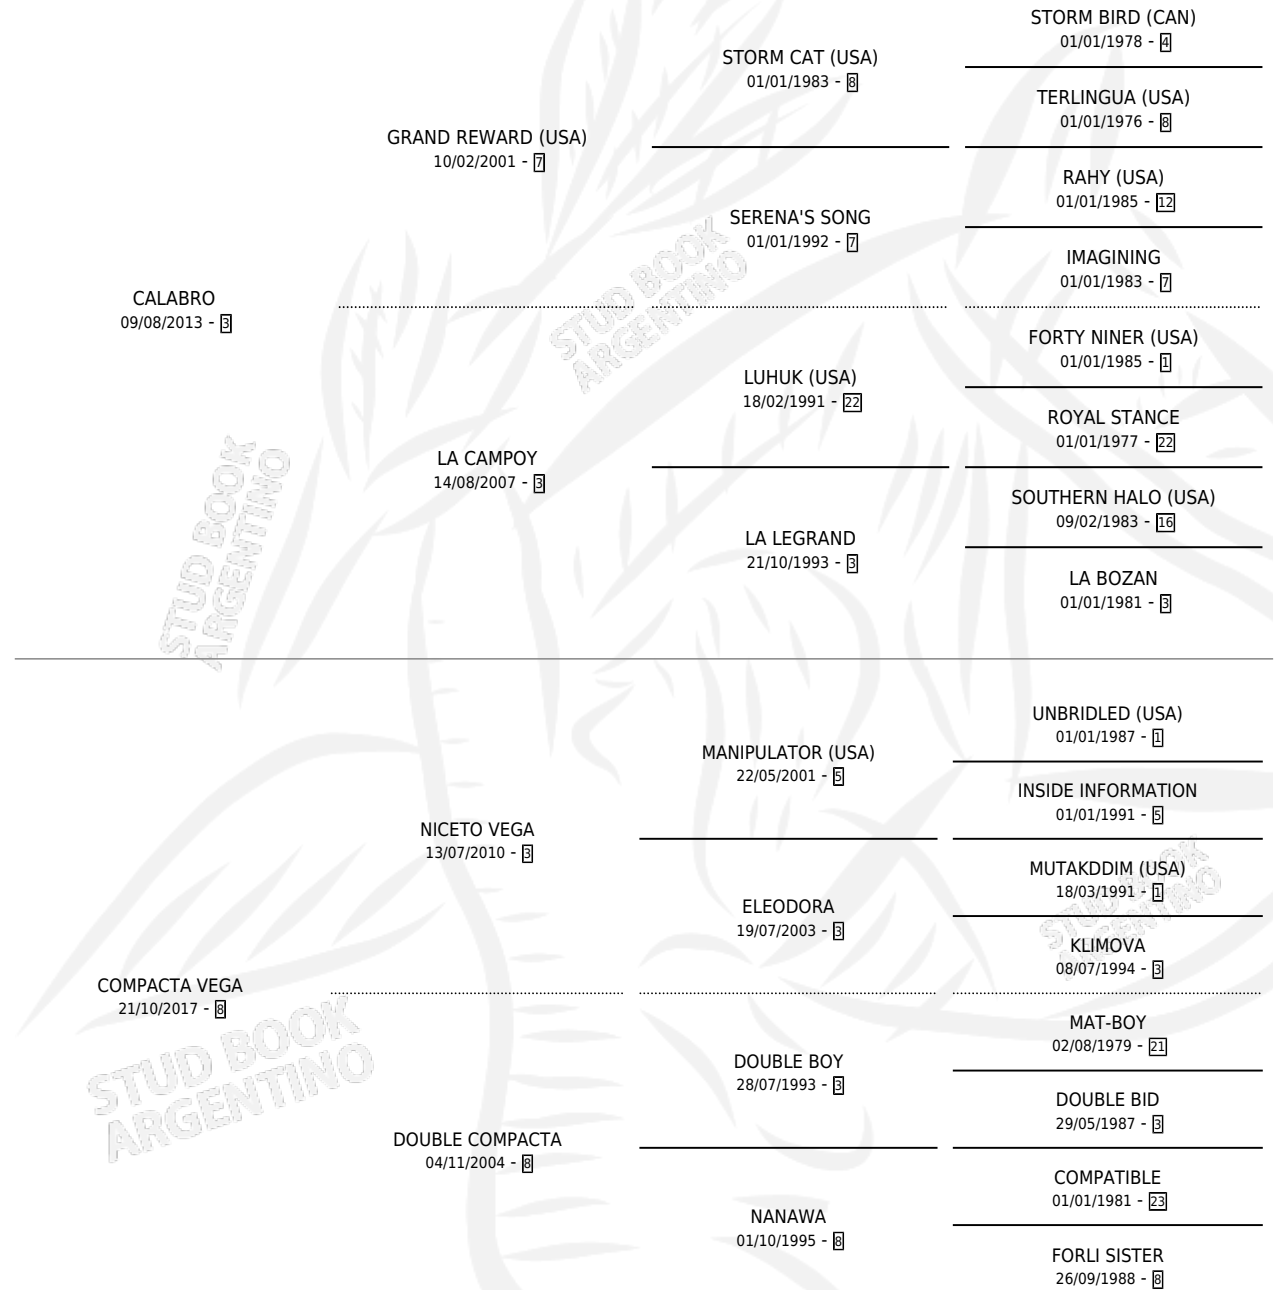 STORM BIRD (CAN)
01/01/1978 - 4
STORM CAT (USA)
01/01/1983 - 8
TERLINGUA (USA)
01/01/1976 - 8
GRAND REWARD (USA)
10/02/2001 - 7
RAHY (USA)
01/01/1985 - 12
SERENA'S SONG
01/01/1992 - 7
IMAGINING
01/01/1983 - 7
CALABRO
09/08/2013 - 3
FORTY NINER (USA)
01/01/1985 - 1
LUHUK (USA)
18/02/1991 - 22
ROYAL STANCE
01/01/1977 - 22
LA CAMPOY
14/08/2007 - 3
SOUTHERN HALO (USA)
09/02/1983 - 16
LA LEGRAND
21/10/1993 - 3
LA BOZAN
01/01/1981 - 3
UNBRIDLED (USA)
01/01/1987 - 1
MANIPULATOR (USA)
22/05/2001 - 5
INSIDE INFORMATION
01/01/1991 - 5
NICETO VEGA
13/07/2010 - 3
MUTAKDDIM (USA)
18/03/1991 - 1
ELEODORA
19/07/2003 - 3
KLIMOVA
08/07/1994 - 3
COMPACTA VEGA
21/10/2017 - 8
MAT-BOY
02/08/1979 - 21
DOUBLE BOY
28/07/1993 - 3
DOUBLE BID
29/05/1987 - 3
DOUBLE COMPACTA
04/11/2004 - 8
COMPATIBLE
01/01/1981 - 23
NANAWA
01/10/1995 - 8
FORLI SISTER
26/09/1988 - 8
STUD BOOK
ARGENTINO
STUD BOOK
ARGENTINO
STUD BOOK
ARGENTINO
STUD BOOK
ARGENTINO